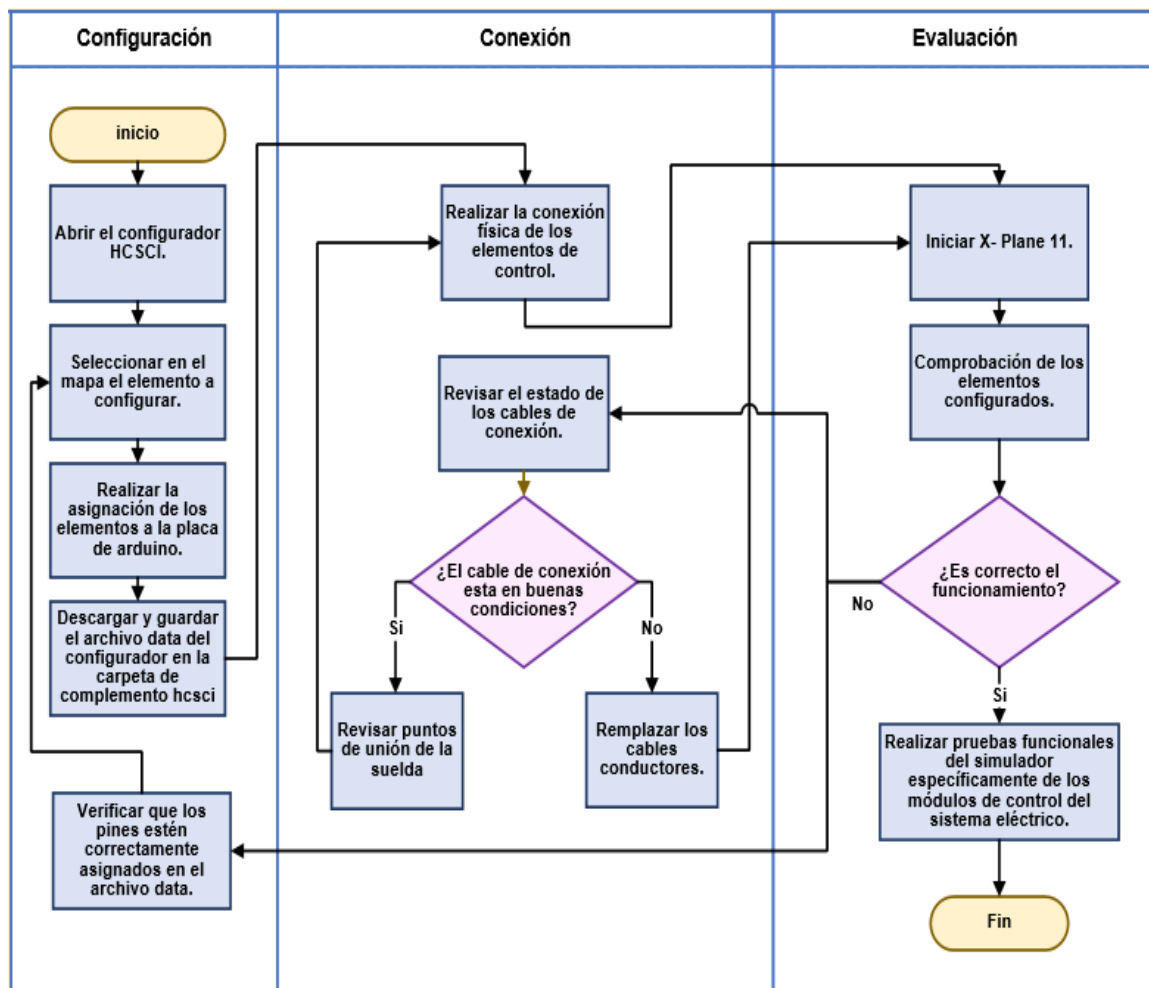 Configuración
Conexión
Evaluación
inicio
Abrir el configurador
HCSCI.
Seleccionar en el
mapa el elemento a
configurar.
Realizar la
asignación de los
elementos a la placa
de arduino.
Descargar y guardar
el archivo data del
configurador en la
carpeta de
complemento hcsci
Verificar que los
pines estén
correctamente
asignados en el
archivo data.
Realizar la conexión
física de los
elementos de
control.
Revisar el estado de
los cables de
conexión.
¿El cable de conexión
esta en buenas
condiciones?
Si
No
Revisar puntos
de unión de la
suelda
Remplazar los
cables
conductores.
Iniciar X- Plane 11.
Comprobación de los
elementos
configurados.
¿Es correcto el
funcionamiento?
No
Si
Realizar pruebas funcionales
del simulador
específicamente de los
módulos de control del
sistema eléctrico.
Fin